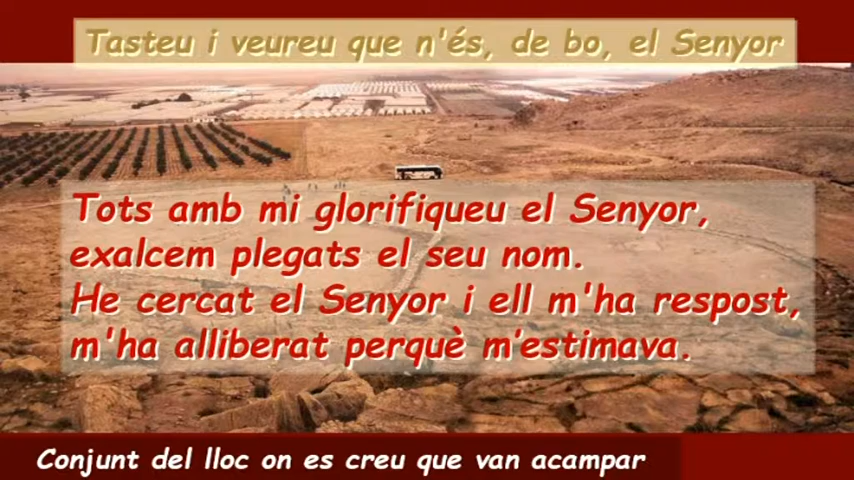 Tasteu i veureu que n'és, de bo, el Senyor
Tots amb mi glorifiqueu el Senyor,
exalcem plegats el seu nom.
He cercat el Senyor i ell m'ha respost,
m'ha alliberat perquè m'estimava.
Conjunt del lloc on es creu que van acampar